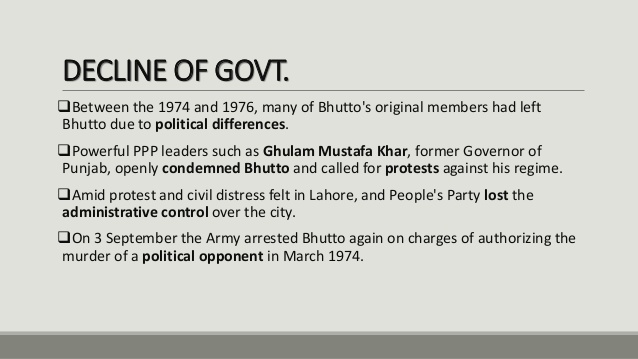 DECLINE OF GOVT.
❑Between the 1974 and 1976, many of Bhutto's original members had left
Bhutto due to political differences.
❑Powerful PPP leaders such as Ghulam Mustafa Khar, former Governor of
Punjab, openly condemned Bhutto and called for protests against his regime.
❑Amid protest and civil distress felt in Lahore, and People's Party lost the
administrative control over the city.
❑On 3 September the Army arrested Bhutto again on charges of authorizing the
murder of a political opponent in March 1974.